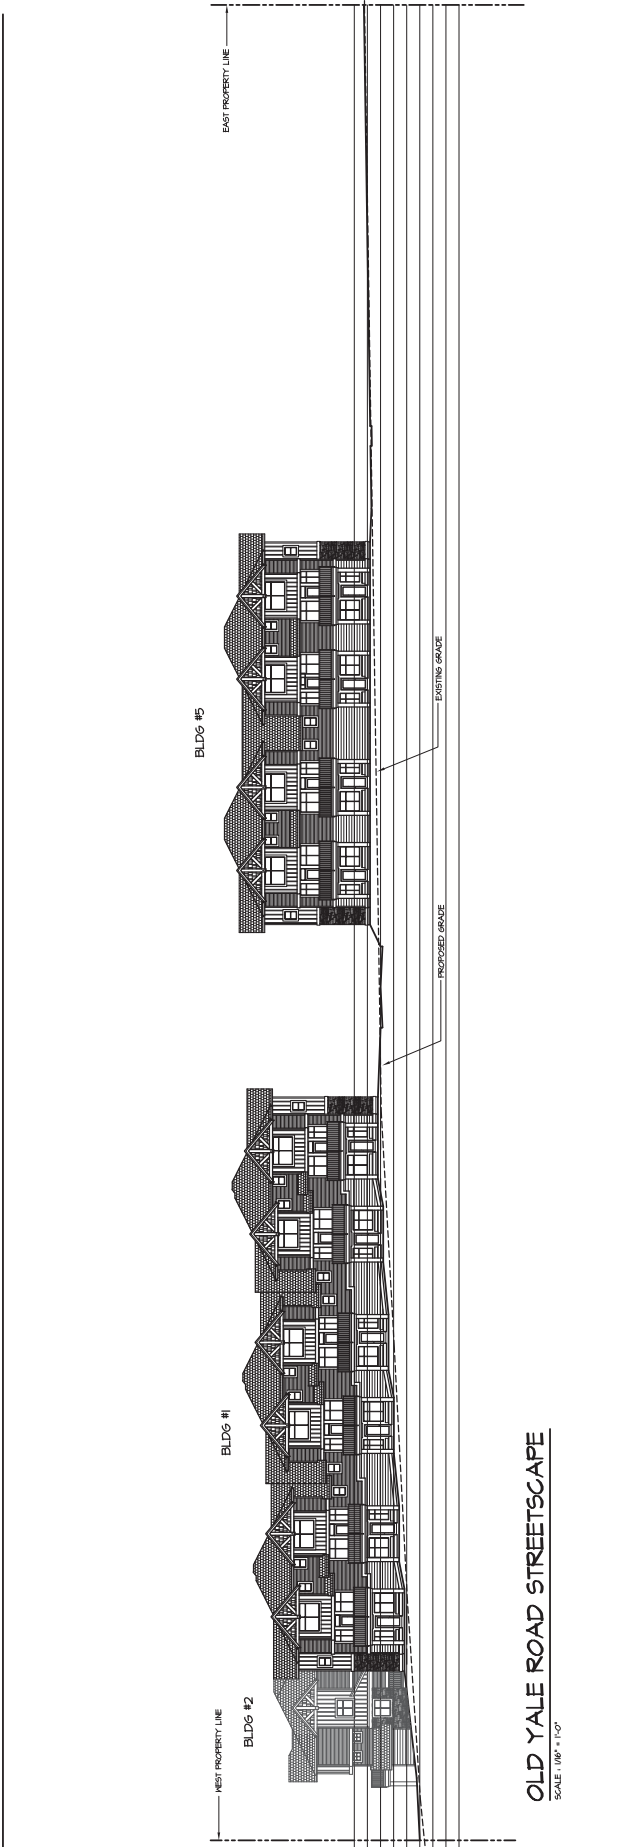 WEST PROPERTY LINE
BLDG #2
BLDG #1
BLDG #5
EAST PROPERTY LINE
PROPOSED GRADE
EXISTING GRADE
OLD YALE ROAD STREETSCAPE
SCALE : 1/16" = 1'-0"